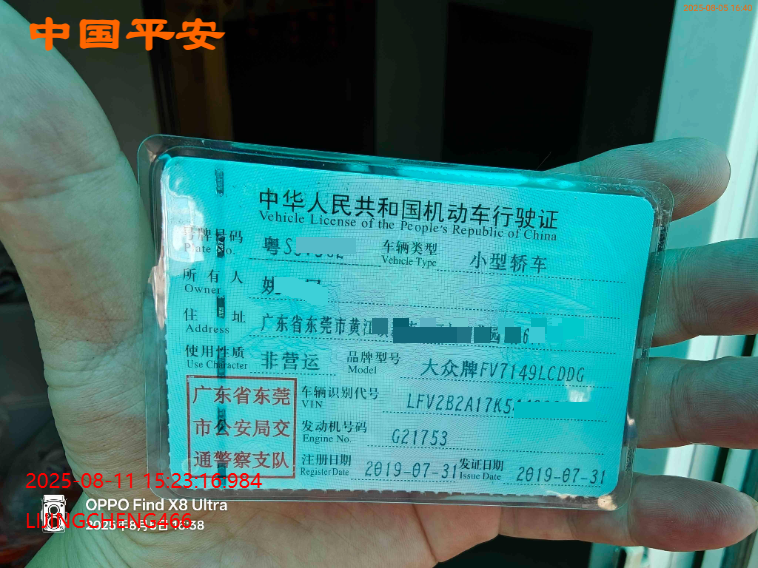 中国平安
中华人民共和国机动车行驶证
Vehicle License of the People's Republic of China
号牌号码
Plate No.
粤S
车辆类型
Vehicle Type
小型轿车
所有人
Owner
姚
住址
Address
广东省东莞市黄江
使用性质
Use Character
非营运
品牌型号
Model
大众牌FV7149LCDDG
广东省东莞
市公安局交
通警察支队
车辆识别代号
VIN
LFV2B2A17K5
发动机号码
Engine No.
G21753
注册日期
Register Date
2019-07-31
发证日期
Issue Date
2019-07-31
2025-08-11 15:23:16.984
OPPO Find X8 Ultra
LIJINGCHENG466